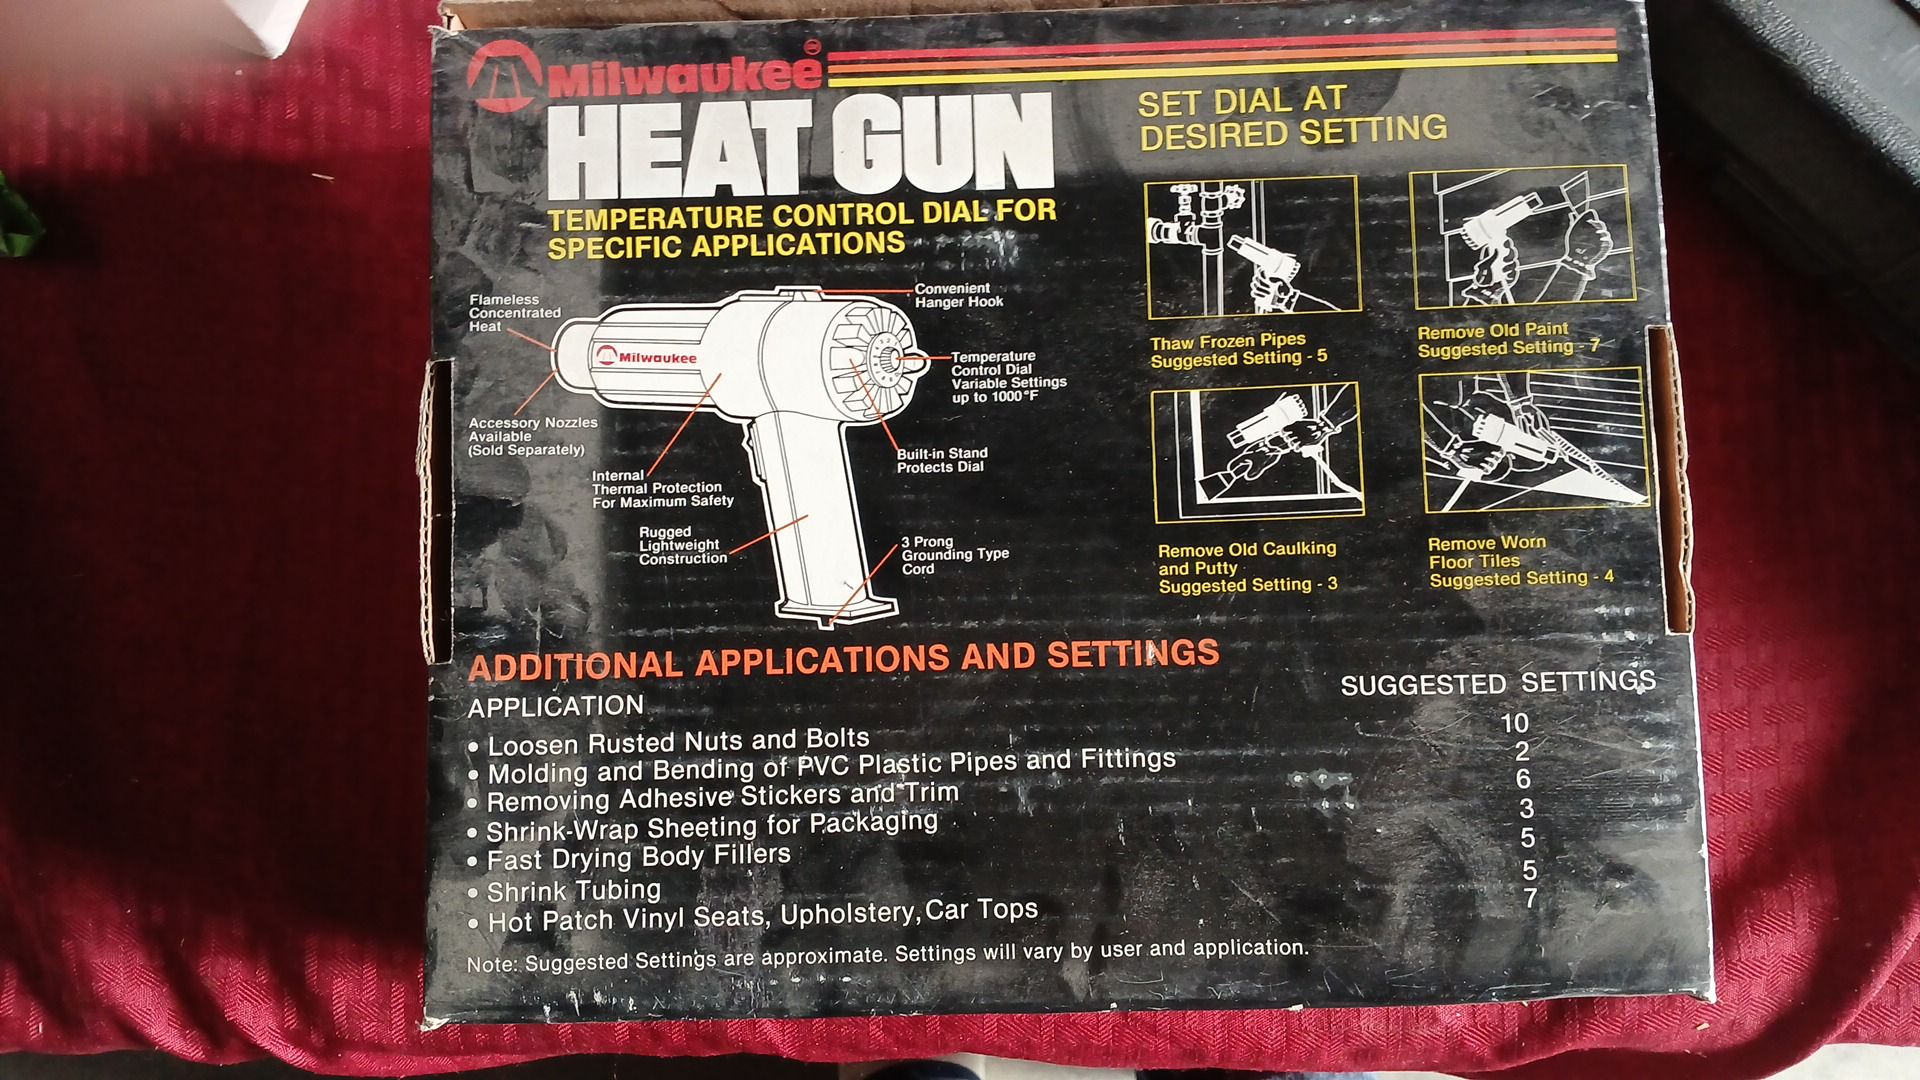 Milwaukee®
HEAT GUN
TEMPERATURE CONTROL DIAL FOR
SPECIFIC APPLICATIONS
Flameless
Concentrated
Heat
Convenient
Hanger Hook
Milwaukee
Temperature
Control Dial
Variable Settings
up to 1000°F
Accessory Nozzles
Available
(Sold Separately)
Built-in Stand
Protects Dial
Internal
Thermal Protection
For Maximum Safety
Rugged
Lightweight
Construction
3 Prong
Grounding Type
Cord
SET DIAL AT
DESIRED SETTING
Thaw Frozen Pipes
Suggested Setting - 5
Remove Old Paint
Suggested Setting - 7
Remove Old Caulking
and Putty
Suggested Setting - 3
Remove Worn
Floor Tiles
Suggested Setting - 4
ADDITIONAL APPLICATIONS AND SETTINGS
APPLICATION SUGGESTED SETTINGS
• Loosen Rusted Nuts and Bolts 10
• Molding and Bending of PVC Plastic Pipes and Fittings 2
• Removing Adhesive Stickers and Trim 6
• Shrink-Wrap Sheeting for Packaging 3
• Fast Drying Body Fillers 5
• Shrink Tubing 5
• Hot Patch Vinyl Seats, Upholstery, Car Tops 7
Note: Suggested Settings are approximate. Settings will vary by user and application.